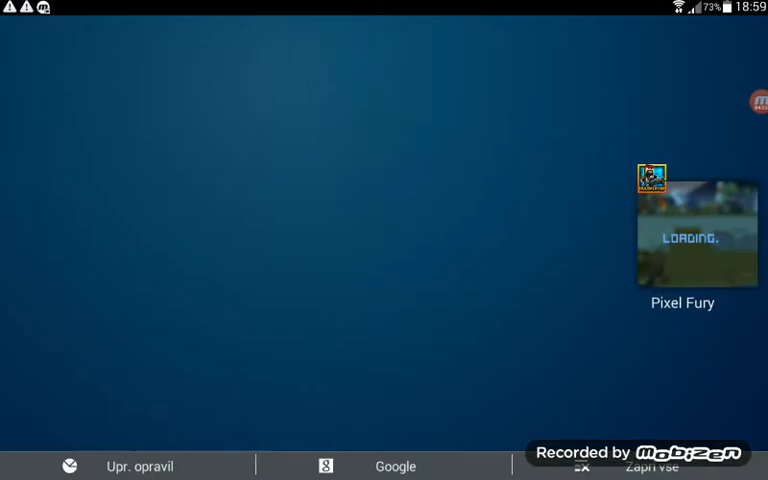 73% 18:59
LOADING.
Pixel Fury
Recorded by MOBIZEN
Upr. opravil
Google
Zapri vse